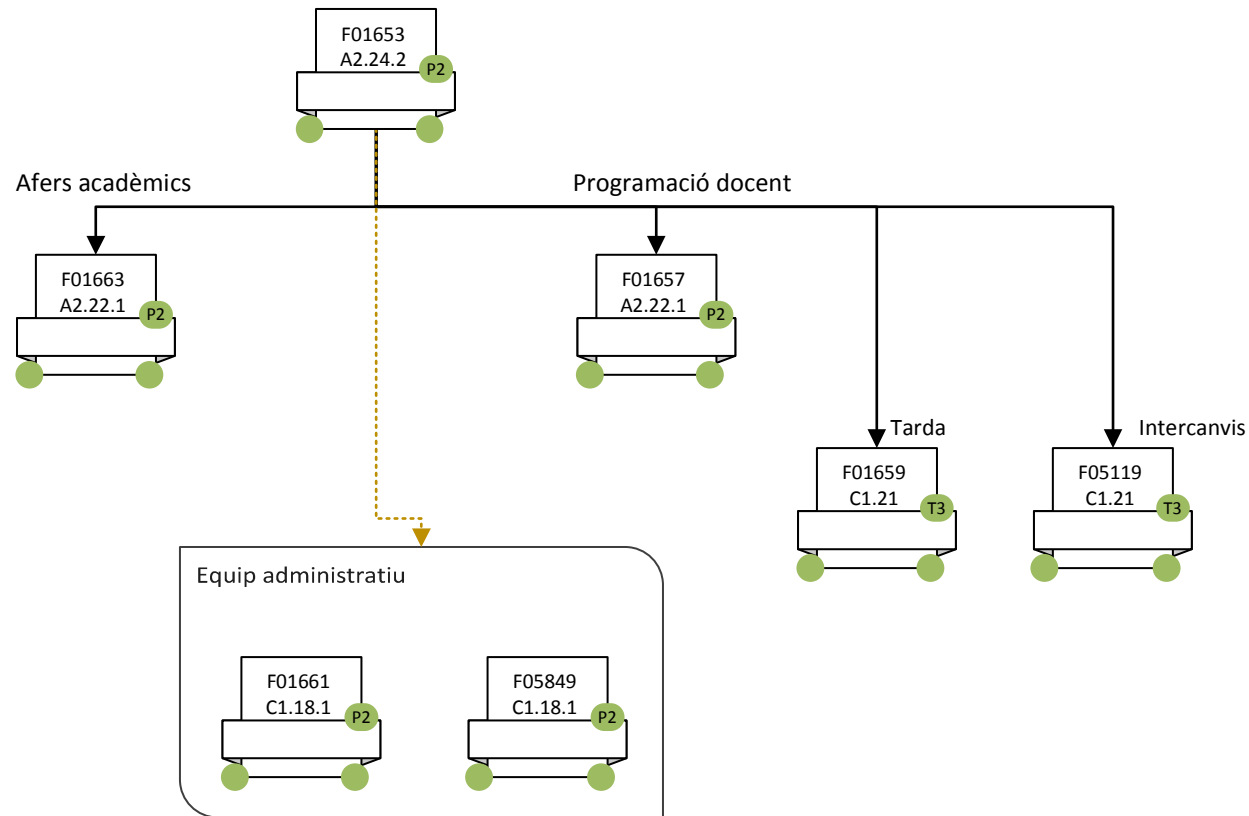 F01653
A2.24.2
P2
Afers acadèmics
Programació docent
F01663
A2.22.1
P2
F01657
A2.22.1
P2
Tarda
Intercanvis
F01659
C1.21
T3
F05119
C1.21
T3
Equip administratiu
F01661
C1.18.1
P2
F05849
C1.18.1
P2